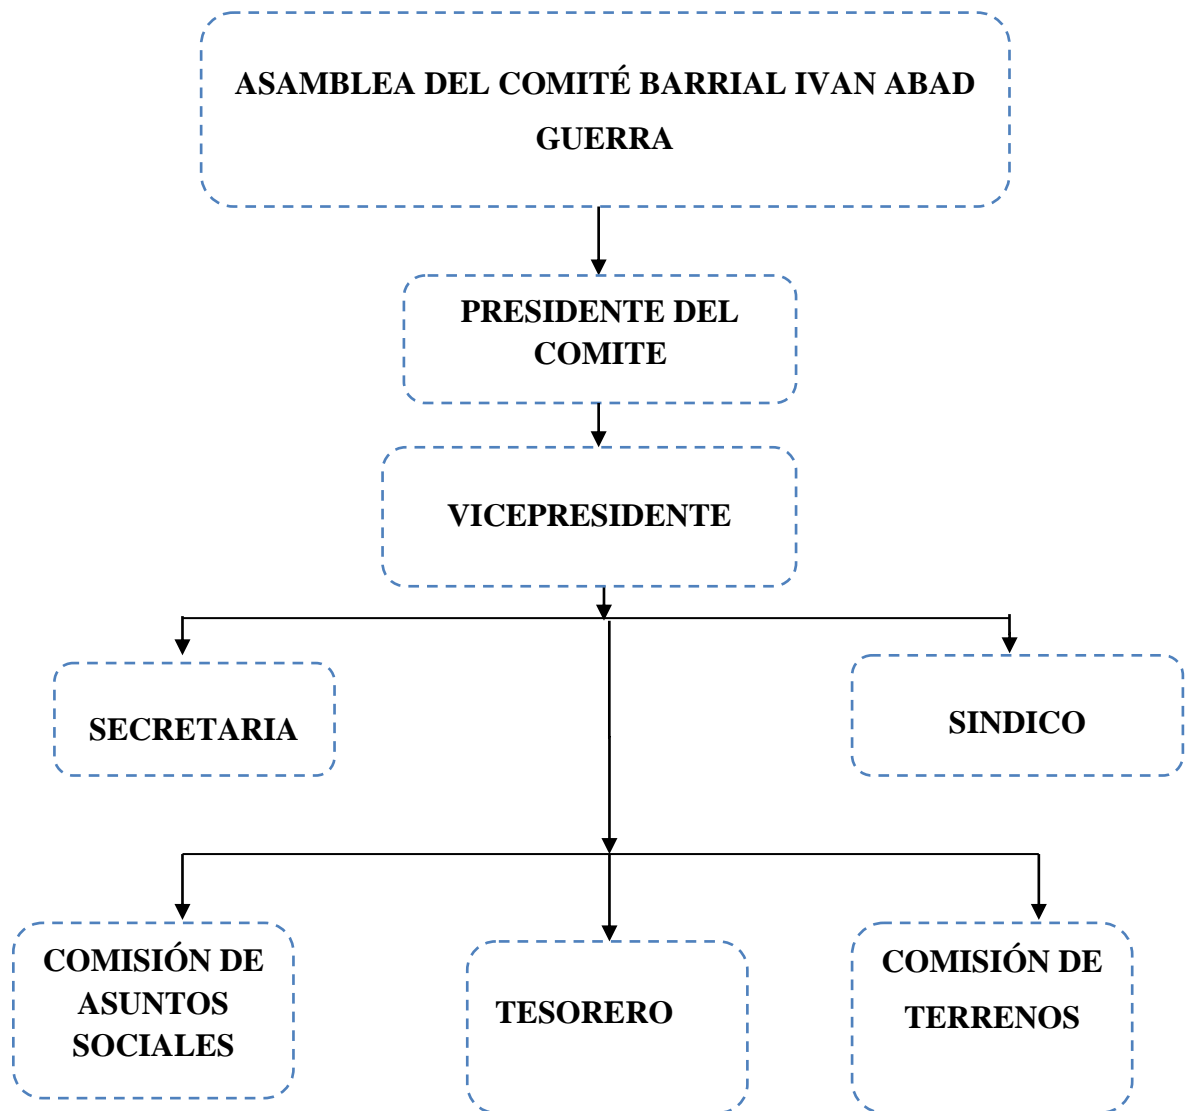 ASAMBLEA DEL COMITÉ BARRIAL IVAN ABAD
GUERRA
PRESIDENTE DEL
COMITE
VICEPRESIDENTE
SECRETARIA
SINDICO
COMISIÓN DE
ASUNTOS
SOCIALES
TESORERO
COMISIÓN DE
TERRENOS